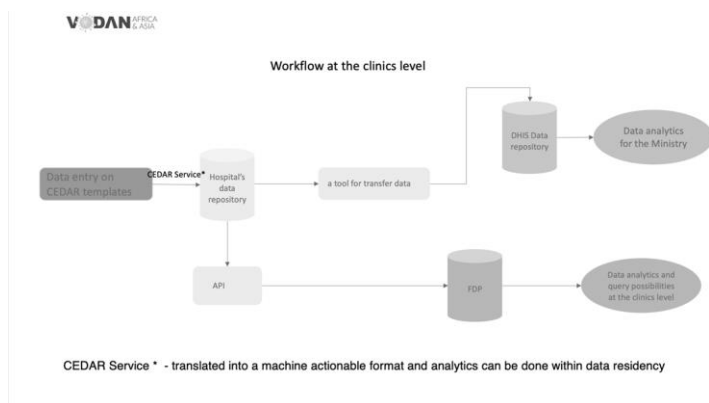 VODAN AFRICA
& ASIA
Workflow at the clinics level
Data entry on
CEDAR templates
CEDAR Service*
Hospital's
data
repository
a tool for transfer data
DHIS Data
repository
Data analytics
for the Ministry
API
FDP
Data analytics and
query possibilities
at the clinics level
CEDAR Service * - translated into a machine actionable format and analytics can be done within data residency